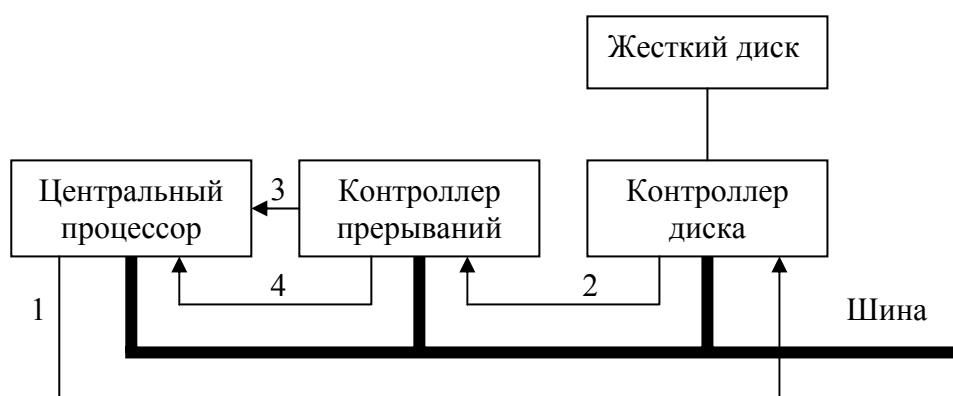 Жесткий диск
Центральный
процессор
3
Контроллер
прерываний
Контроллер
диска
1
4
2
Шина